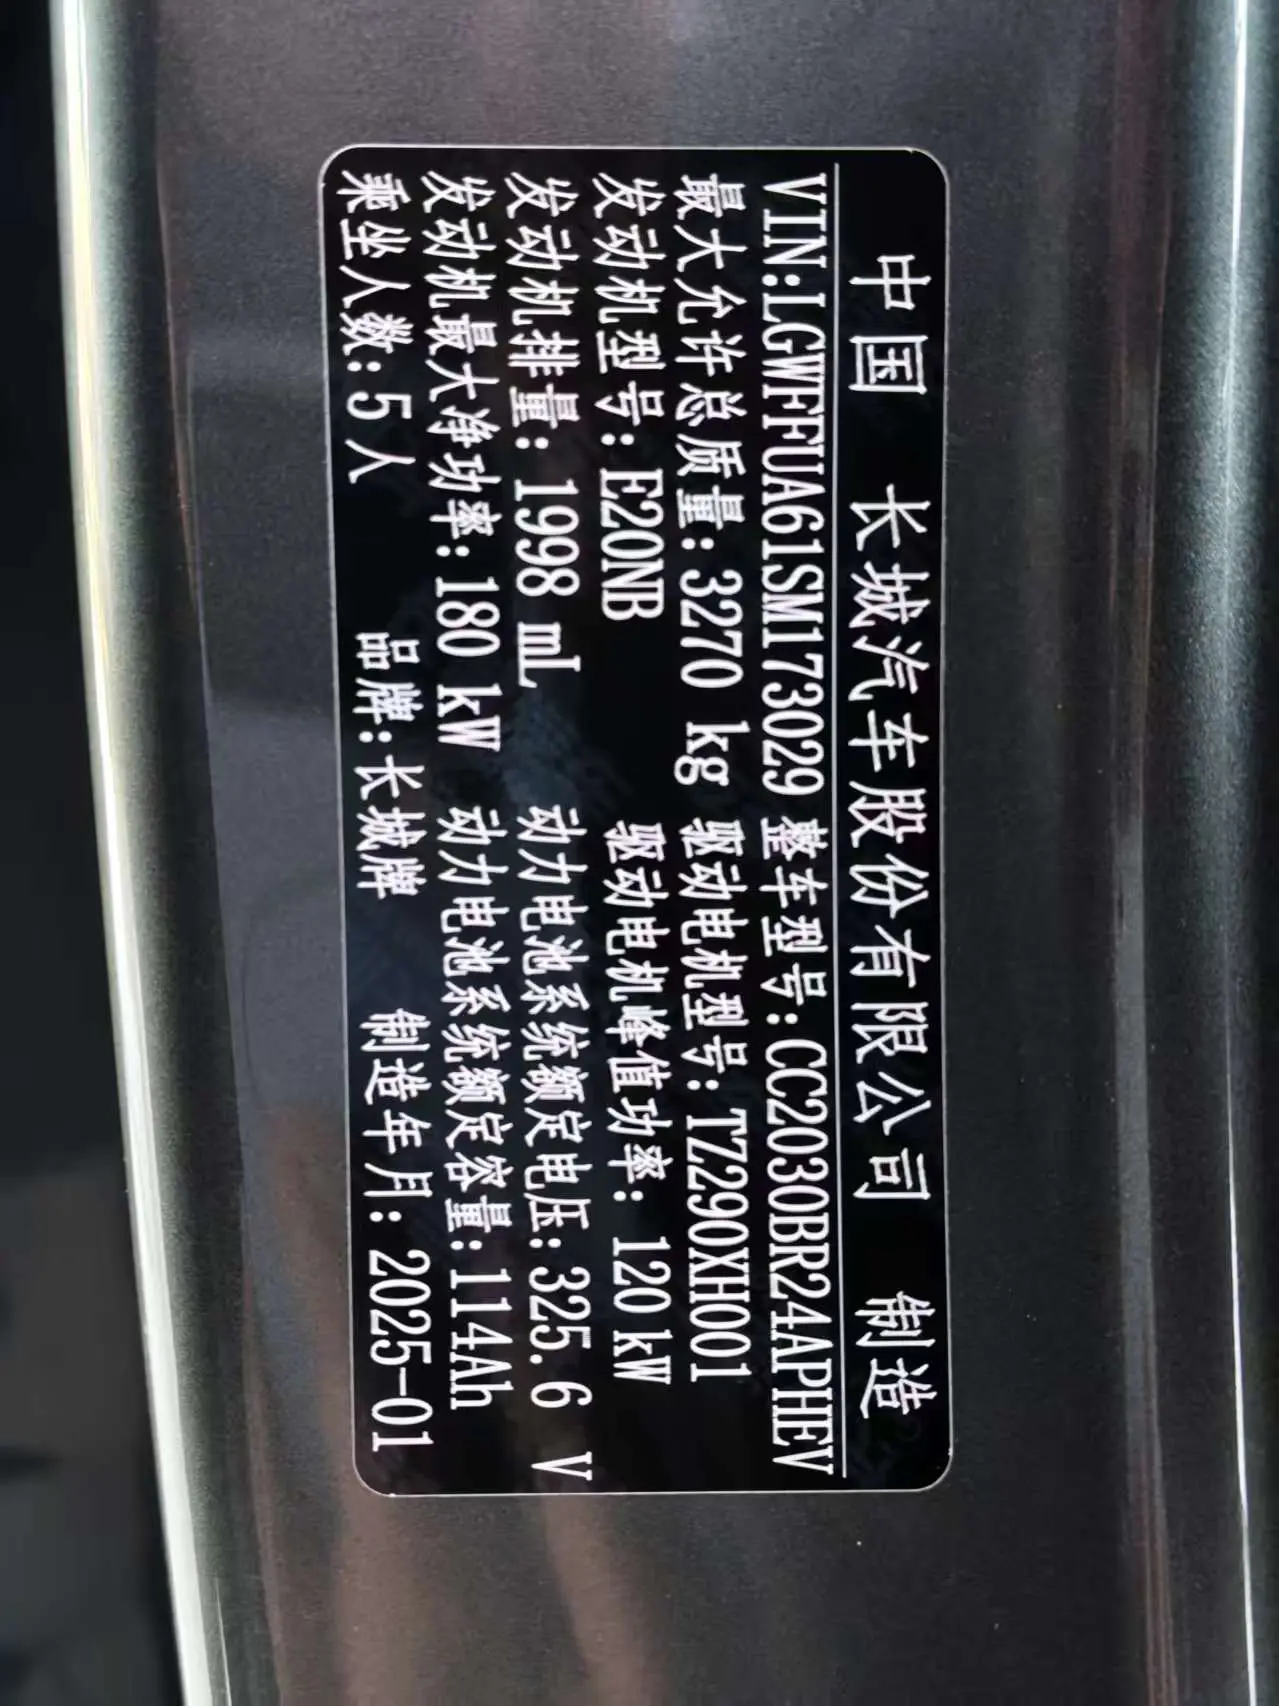 中国 长城汽车股份有限公司 制造
VIN:LGWFFUA61SM173029 整车型号:CC2030BR24APHEV
最大允许总质量:3270 kg 驱动电机型号:TZ290XH001
发动机型号:E20NB 驱动电机峰值功率:120 kW
发动机排量:1998 mL 动力电池系统额定电压:325.6 V
发动机最大净功率:180 kW 动力电池系统额定容量:114Ah
乘坐人数:5人 品牌:长城牌 制造年月:2025-01